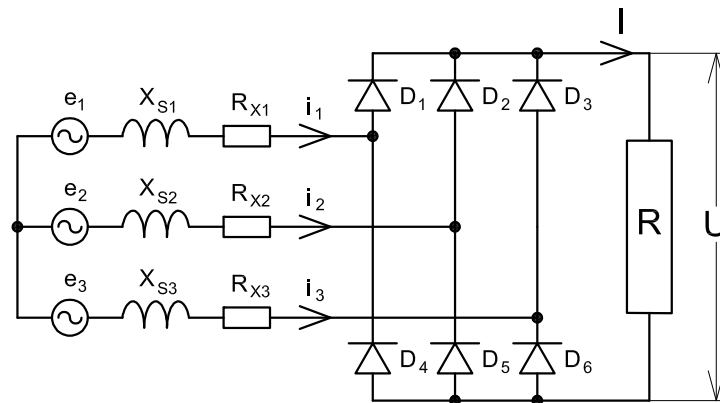 I
e1 XS1 RX1 i1 D1 D2 D3
e2 XS2 RX2 i2 R U
e3 XS3 RX3 i3
D4 D5 D6